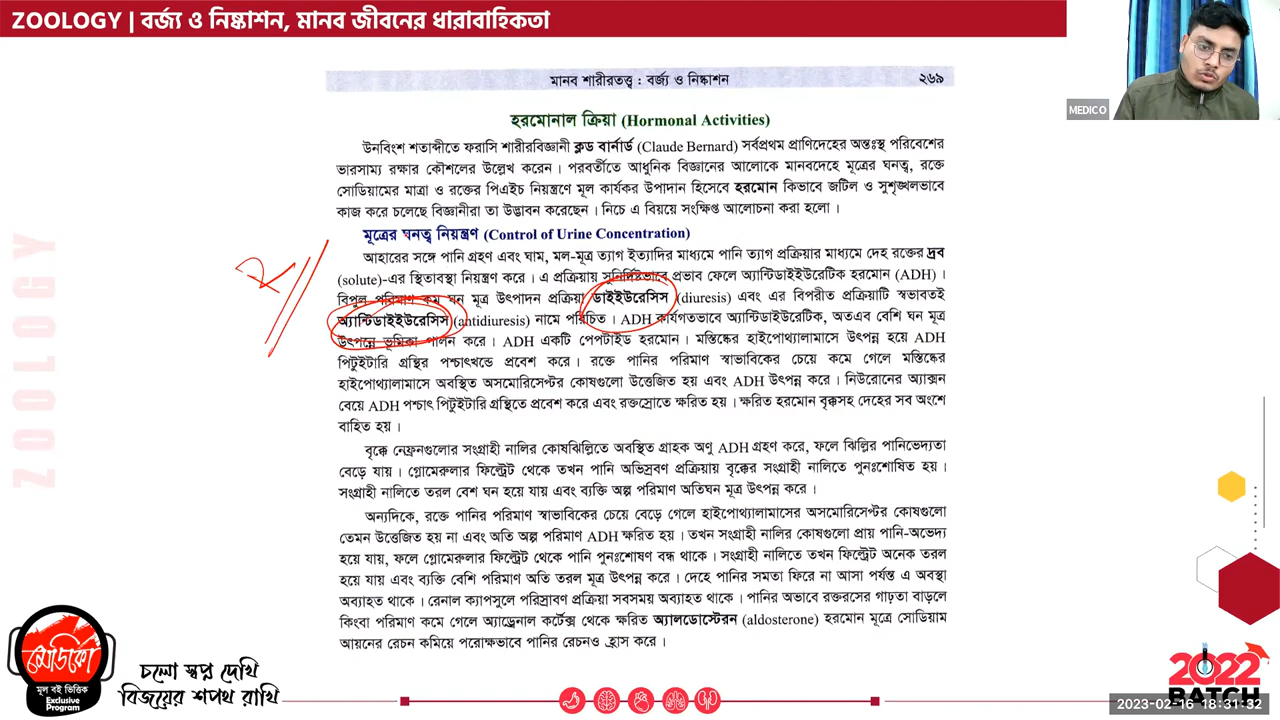 ZOOLOGY | বর্জ্য ও নিষ্কাশন, মানব জীবনের ধারাবাহিকতা
MEDICO
মানব শারীরতত্ত্ব : বর্জ্য ও নিষ্কাশন ২৬৯
হরমোনাল ক্রিয়া (Hormonal Activities)
উনবিংশ শতাব্দীতে ফরাসি শারীরবিজ্ঞানী ক্লড বার্নার্ড (Claude Bernard) সর্বপ্রথম প্রাণিদেহের অন্তঃস্থ পরিবেশের
ভারসাম্য রক্ষার কৌশলের উল্লেখ করেন। পরবর্তীতে আধুনিক বিজ্ঞানের আলোকে মানবদেহে মূত্রের ঘনত্ব, রক্তে
সোডিয়ামের মাত্রা ও রক্তের পিএইচ নিয়ন্ত্রণে মূল কার্যকর উপাদান হিসেবে হরমোন কিভাবে জটিল ও সুশৃঙ্খলভাবে
কাজ করে চলেছে বিজ্ঞানীরা তা উদ্ভাবন করেছেন। নিচে এ বিষয়ে সংক্ষিপ্ত আলোচনা করা হলো।
মূত্রের ঘনত্ব নিয়ন্ত্রণ (Control of Urine Concentration)
আহারের সঙ্গে পানি গ্রহণ এবং ঘাম, মল-মূত্র ত্যাগ ইত্যাদির মাধ্যমে পানি ত্যাগ প্রক্রিয়ার মাধ্যমে দেহ রক্তের দ্রব
(solute)-এর স্থিতাবস্থা নিয়ন্ত্রণ করে। এ প্রক্রিয়ায় সুনির্দিষ্টভাবে প্রভাব ফেলে অ্যান্টিডাইইউরেটিক হরমোন (ADH)।
বিপুল পরিমাণ কম ঘন মূত্র উৎপাদন প্রক্রিয়া ডাইইউরেসিস (diuresis) এবং এর বিপরীত প্রক্রিয়াটি স্বভাবতই
অ্যান্টিডাইইউরেসিস (antidiuresis) নামে পরিচিত। ADH কার্যগতভাবে অ্যান্টিডাইইউরেটিক, অতএব বেশি ঘন মূত্র
উৎপন্নে ভূমিকা পালন করে। ADH একটি পেপটাইড হরমোন। মস্তিষ্কের হাইপোথ্যালামাসে উৎপন্ন হয়ে ADH
পিটুইটারি গ্রন্থির পশ্চাৎখন্ডে প্রবেশ করে। রক্তে পানির পরিমাণ স্বাভাবিকের চেয়ে কমে গেলে মস্তিষ্কের
হাইপোথ্যালামাসে অবস্থিত অসমোরিসেপ্টর কোষগুলো উত্তেজিত হয় এবং ADH উৎপন্ন করে। নিউরোনের অ্যাক্সন
বেয়ে ADH পশ্চাৎ পিটুইটারি গ্রন্থিতে প্রবেশ করে এবং রক্তস্রোতে ক্ষরিত হয়। ক্ষরিত হরমোন বৃক্কসহ দেহের সব অংশে
বাহিত হয়।
বৃক্কে নেফ্রনগুলোর সংগ্রাহী নালির কোষঝিল্লিতে অবস্থিত গ্রাহক অণু ADH গ্রহণ করে, ফলে ঝিল্লির পানিভেদ্যতা
বেড়ে যায়। গ্লোমেরুলার ফিল্ট্রেট থেকে তখন পানি অভিস্রবণ প্রক্রিয়ায় বৃক্কের সংগ্রাহী নালিতে পুনঃশোষিত হয়।
সংগ্রাহী নালিতে তরল বেশ ঘন হয়ে যায় এবং ব্যক্তি অল্প পরিমাণ অতিঘন মূত্র উৎপন্ন করে।
অন্যদিকে, রক্তে পানির পরিমাণ স্বাভাবিকের চেয়ে বেড়ে গেলে হাইপোথ্যালামাসের অসমোরিসেপ্টর কোষগুলো
তেমন উত্তেজিত হয় না এবং অতি অল্প পরিমাণ ADH ক্ষরিত হয়। তখন সংগ্রাহী নালির কোষগুলো প্রায় পানি-অভেদ্য
হয়ে যায়, ফলে গ্লোমেরুলার ফিল্ট্রেট থেকে পানি পুনঃশোষণ বন্ধ থাকে। সংগ্রাহী নালিতে তখন ফিল্ট্রেট অনেক তরল
হয়ে যায় এবং ব্যক্তি বেশি পরিমাণ অতি তরল মূত্র উৎপন্ন করে। দেহে পানির সমতা ফিরে না আসা পর্যন্ত এ অবস্থা
অব্যাহত থাকে। রেনাল ক্যাপসুলে পরিস্রাবণ প্রক্রিয়া সবসময় অব্যাহত থাকে। পানির অভাবে রক্তরসের গাঢ়তা বাড়লে
কিংবা পরিমাণ কমে গেলে অ্যাড্রেনাল কর্টেক্স থেকে ক্ষরিত অ্যালডোস্টেরন (aldosterone) হরমোন মূত্রে সোডিয়াম
আয়নের রেচন কমিয়ে পরোক্ষভাবে পানির রেচনও হ্রাস করে।
ZOOLOGY
মেডিকো
মূল বই ভিত্তিক
Exclusive
Program
চলো স্বপ্ন দেখি
বিজয়ের শপথ রাখি
2022
BATCH
2023-02-16 18:31:32